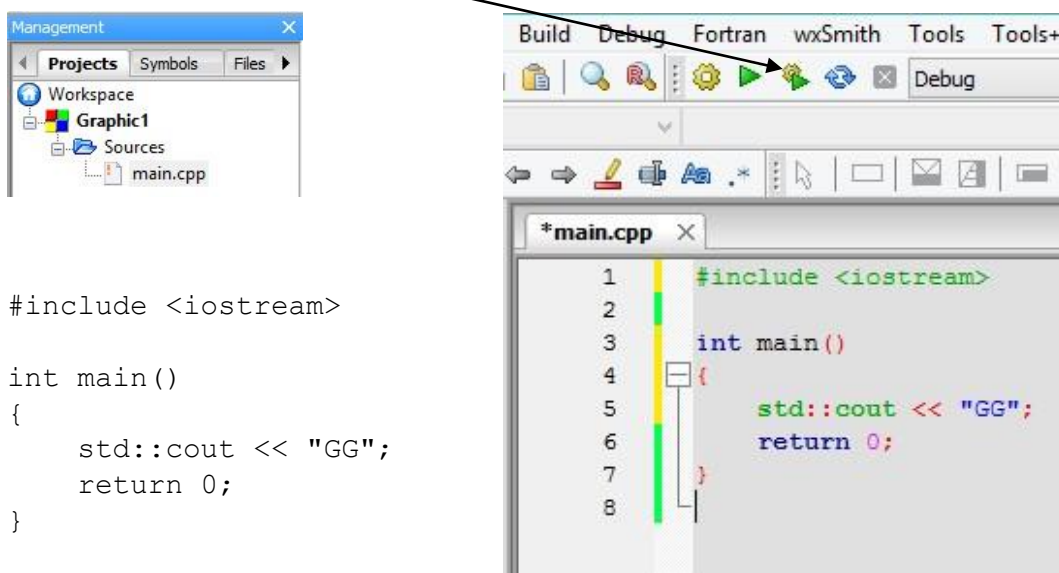 Management
Projects Symbols Files
Workspace
Graphic1
Sources
main.cpp
#include <iostream>
int main()
{
std::cout << "GG";
return 0;
}
Build Debug Fortran wxSmith Tools Tools+
Debug
*main.cpp
1 #include <iostream>
2
3 int main()
4 {
5 std::cout << "GG";
6 return 0;
7 }
8